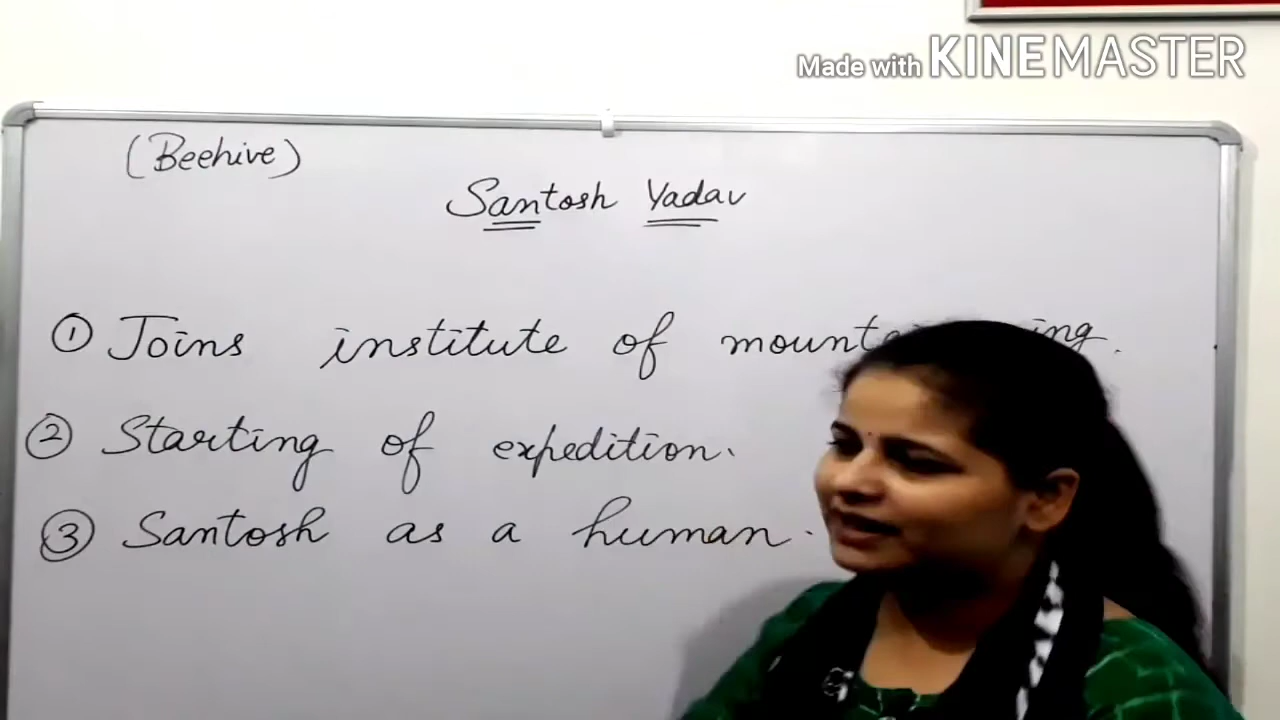 Made with KINEMASTER
(Beehive)
Santosh Yadav
① Joins institute of
② Starting of expedition.
③ Santosh as a human.